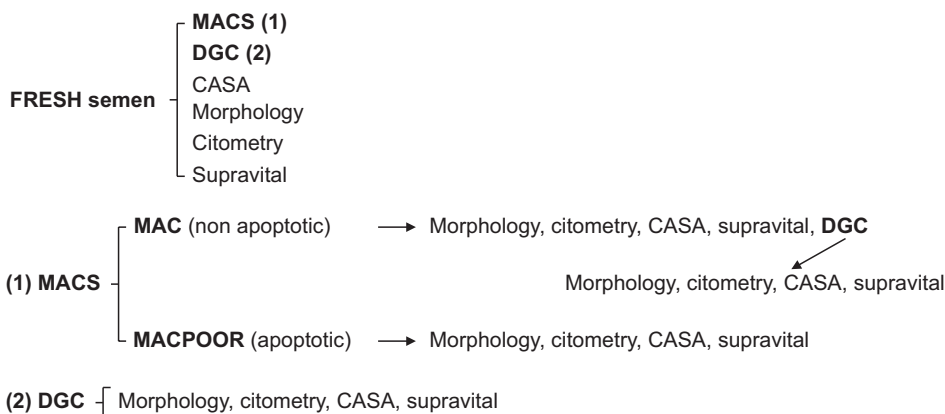 MACS (1)
DGC (2)
CASA
FRESH semen
Morphology
Citometry
Supravital
MAC (non apoptotic)
Morphology, citometry, CASA, supravital, DGC
(1) MACS
Morphology, citometry, CASA, supravital
MACPOOR (apoptotic)
Morphology, citometry, CASA, supravital
(2) DGC
Morphology, citometry, CASA, supravital